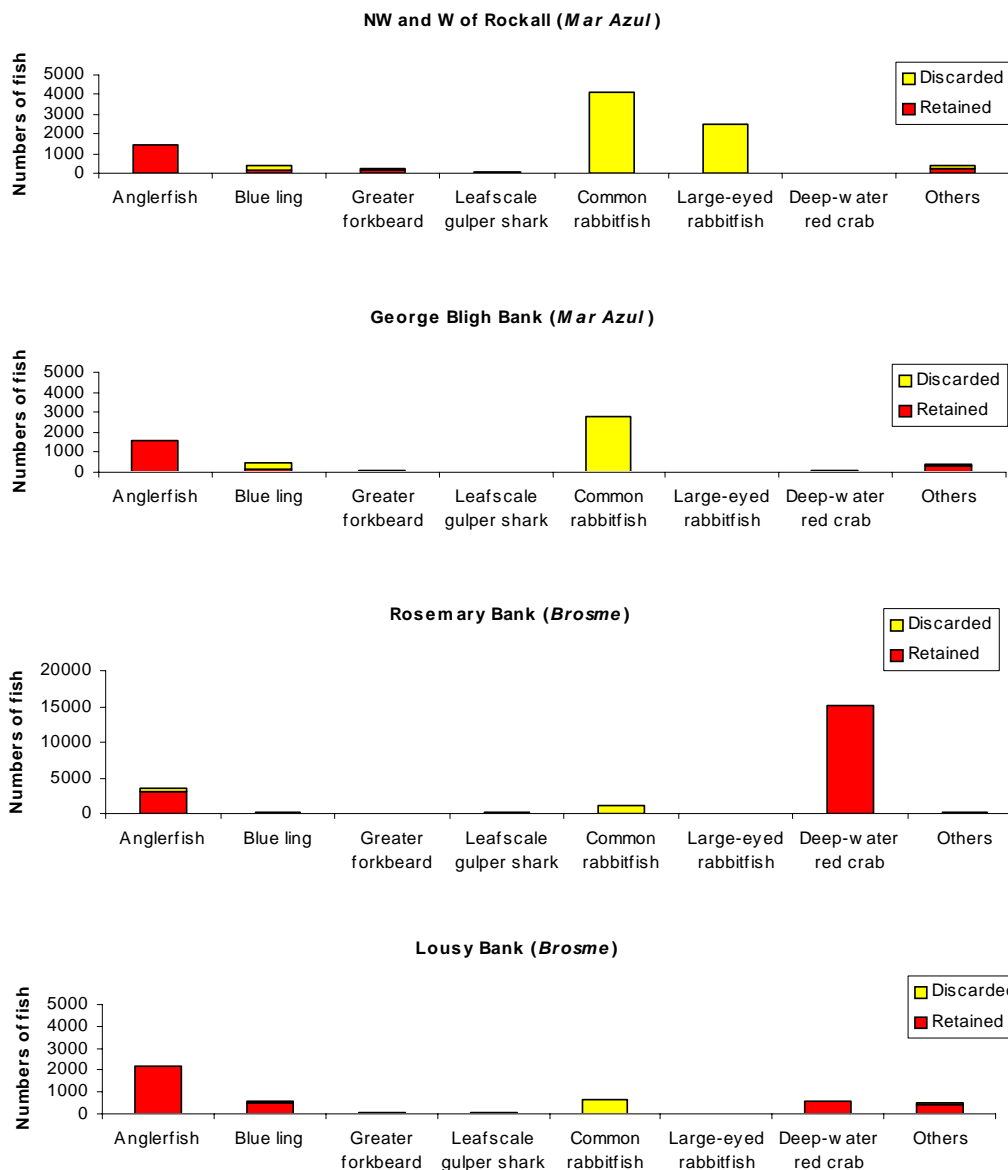 NW and W of Rockall (Mar Azul)
Numbers of fish
5000
4000
3000
2000
1000
0
Discarded
Retained
Anglerfish Blue ling Greater forkbeard Leafscale gulper shark Common rabbitfish Large-eyed rabbitfish Deep-water red crab Others
George Bligh Bank (Mar Azul)
Numbers of fish
5000
4000
3000
2000
1000
0
Discarded
Retained
Anglerfish Blue ling Greater forkbeard Leafscale gulper shark Common rabbitfish Large-eyed rabbitfish Deep-water red crab Others
Rosemary Bank (Brosme)
Numbers of fish
20000
15000
10000
5000
0
Discarded
Retained
Anglerfish Blue ling Greater forkbeard Leafscale gulper shark Common rabbitfish Large-eyed rabbitfish Deep-water red crab Others
Lousy Bank (Brosme)
Numbers of fish
5000
4000
3000
2000
1000
0
Discarded
Retained
Anglerfish Blue ling Greater forkbeard Leafscale gulper shark Common rabbitfish Large-eyed rabbitfish Deep-water red crab Others